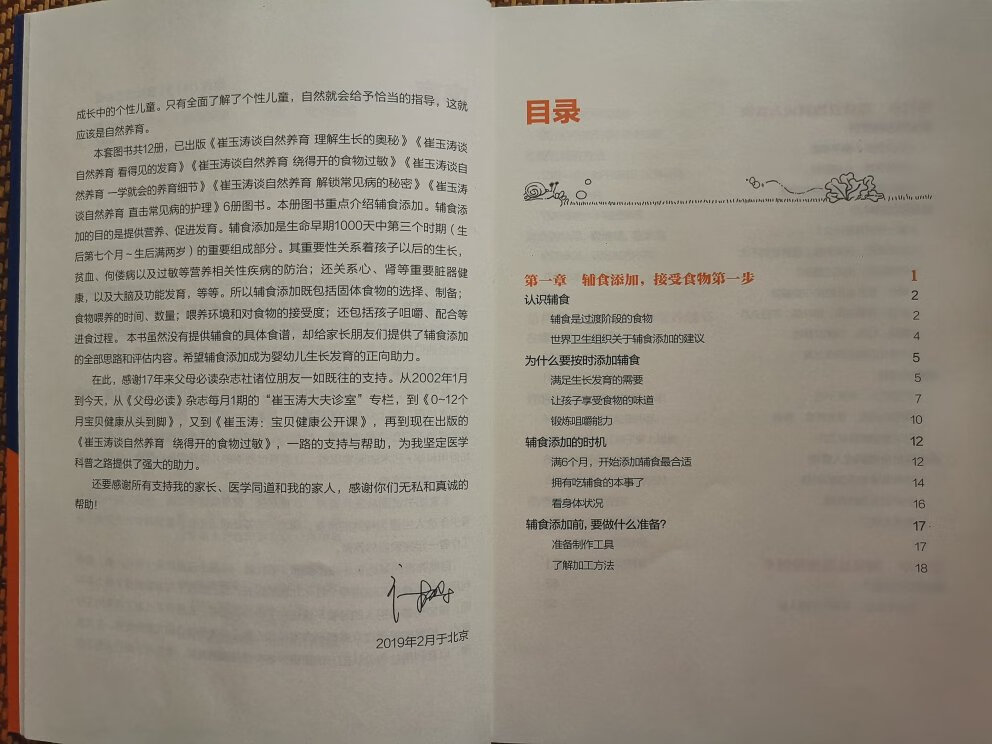 成长中的个性儿童。只有全面了解了个性儿童，自然就会给予恰当的指导，这就
应该是自然养育。
本套图书共12册，已出版《崔玉涛谈自然养育 理解生长的奥秘》《崔玉涛谈
自然养育 看得见的发育》《崔玉涛谈自然养育 绕得开的食物过敏》《崔玉涛谈自
然养育 一学就会的养育细节》《崔玉涛谈自然养育 解锁常见病的秘密》《崔玉涛
谈自然养育 直击常见病的护理》6册图书。本册图书重点介绍辅食添加。辅食添
加的目的是提供营养、促进发育。辅食添加是生命早期1000天中第三个时期（生
后第七个月～生后满两岁）的重要组成部分。其重要性关系着孩子以后的生长，
贫血、佝偻病以及过敏等营养相关性疾病的防治；还关系心、肾等重要脏器健
康，以及大脑及功能发育，等等。所以辅食添加既包括固体食物的选择、制备；
食物喂养的时间、数量；喂养环境和对食物的接受度；还包括孩子咀嚼、配合等
进食过程。本书虽然没有提供辅食的具体食谱，却给家长朋友们提供了辅食添加
的全部思路和评估内容。希望辅食添加成为婴幼儿生长发育的正向助力。
在此，感谢17年来父母必读杂志社诸位朋友一如既往的支持。从2002年1月
到今天，从《父母必读》杂志每月1期的“崔玉涛大夫诊室”专栏，到《0~12个
月宝贝健康从头到脚》，又到《崔玉涛：宝贝健康公开课》，再到现在出版的
《崔玉涛谈自然养育 绕得开的食物过敏》，一路的支持与帮助，为我坚定医学
科普之路提供了强大的助力。
还要感谢所有支持我的家长、医学同道和我的家人，感谢你们无私和真诚的
帮助！
2019年2月于北京
目录
第一章 辅食添加，接受食物第一步 1
认识辅食 2
辅食是过渡阶段的食物 2
世界卫生组织关于辅食添加的建议 4
为什么要按时添加辅食 5
满足生长发育的需要 5
让孩子享受食物的味道 7
锻炼咀嚼能力 10
辅食添加的时机 12
满6个月，开始添加辅食最合适 12
拥有吃辅食的本事了 14
看身体状况 16
辅食添加前，要做什么准备？ 17
准备制作工具 17
了解加工方法 18